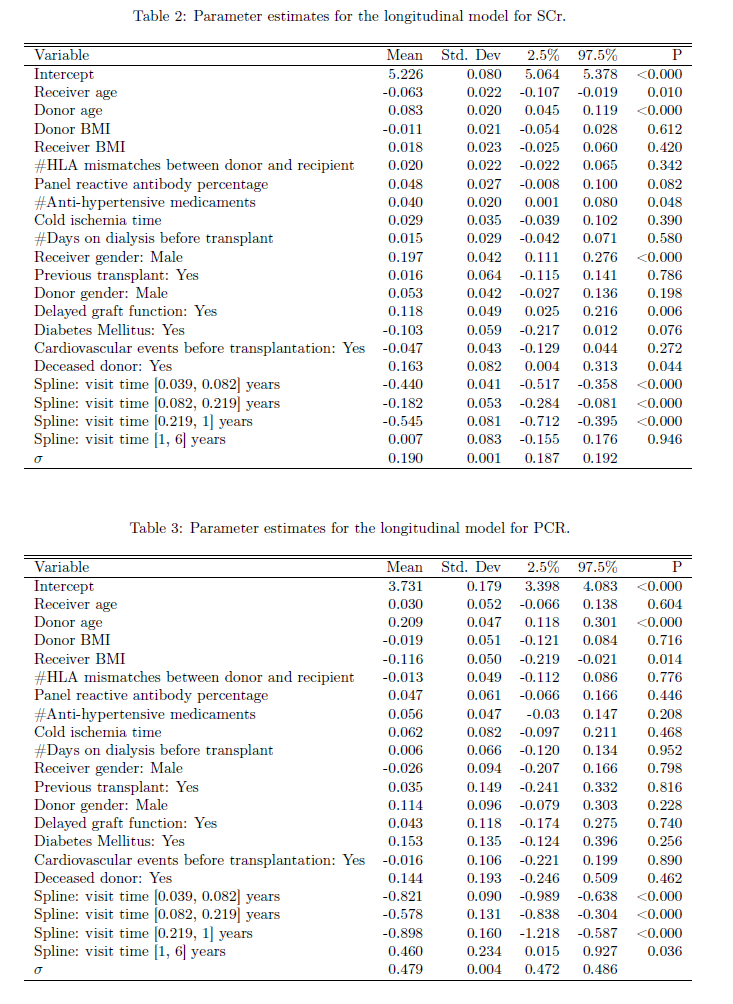 Table 2: Parameter estimates for the longitudinal model for SCr.
Variable Mean Std. Dev 2.5% 97.5% P
Intercept 5.226 0.080 5.064 5.378 <0.000
Receiver age -0.063 0.022 -0.107 -0.019 0.010
Donor age 0.083 0.020 0.045 0.119 <0.000
Donor BMI -0.011 0.021 -0.054 0.028 0.612
Receiver BMI 0.018 0.023 -0.025 0.060 0.420
#HLA mismatches between donor and recipient 0.020 0.022 -0.022 0.065 0.342
Panel reactive antibody percentage 0.048 0.027 -0.008 0.100 0.082
#Anti-hypertensive medicaments 0.040 0.020 0.001 0.080 0.048
Cold ischemia time 0.029 0.035 -0.039 0.102 0.390
#Days on dialysis before transplant 0.015 0.029 -0.042 0.071 0.580
Receiver gender: Male 0.197 0.042 0.111 0.276 <0.000
Previous transplant: Yes 0.016 0.064 -0.115 0.141 0.786
Donor gender: Male 0.053 0.042 -0.027 0.136 0.198
Delayed graft function: Yes 0.118 0.049 0.025 0.216 0.006
Diabetes Mellitus: Yes -0.103 0.059 -0.217 0.012 0.076
Cardiovascular events before transplantation: Yes -0.047 0.043 -0.129 0.044 0.272
Deceased donor: Yes 0.163 0.082 0.004 0.313 0.044
Spline: visit time [0.039, 0.082] years -0.440 0.041 -0.517 -0.358 <0.000
Spline: visit time [0.082, 0.219] years -0.182 0.053 -0.284 -0.081 <0.000
Spline: visit time [0.219, 1] years -0.545 0.081 -0.712 -0.395 <0.000
Spline: visit time [1, 6] years 0.007 0.083 -0.155 0.176 0.946
σ 0.190 0.001 0.187 0.192
Table 3: Parameter estimates for the longitudinal model for PCR.
Variable Mean Std. Dev 2.5% 97.5% P
Intercept 3.731 0.179 3.398 4.083 <0.000
Receiver age 0.030 0.052 -0.066 0.138 0.604
Donor age 0.209 0.047 0.118 0.301 <0.000
Donor BMI -0.019 0.051 -0.121 0.084 0.716
Receiver BMI -0.116 0.050 -0.219 -0.021 0.014
#HLA mismatches between donor and recipient -0.013 0.049 -0.112 0.086 0.776
Panel reactive antibody percentage 0.047 0.061 -0.066 0.166 0.446
#Anti-hypertensive medicaments 0.056 0.047 -0.03 0.147 0.208
Cold ischemia time 0.062 0.082 -0.097 0.211 0.468
#Days on dialysis before transplant 0.006 0.066 -0.120 0.134 0.952
Receiver gender: Male -0.026 0.094 -0.207 0.166 0.798
Previous transplant: Yes 0.035 0.149 -0.241 0.332 0.816
Donor gender: Male 0.114 0.096 -0.079 0.303 0.228
Delayed graft function: Yes 0.043 0.118 -0.174 0.275 0.740
Diabetes Mellitus: Yes 0.153 0.135 -0.124 0.396 0.256
Cardiovascular events before transplantation: Yes -0.016 0.106 -0.221 0.199 0.890
Deceased donor: Yes 0.144 0.193 -0.246 0.509 0.462
Spline: visit time [0.039, 0.082] years -0.821 0.090 -0.989 -0.638 <0.000
Spline: visit time [0.082, 0.219] years -0.578 0.131 -0.838 -0.304 <0.000
Spline: visit time [0.219, 1] years -0.898 0.160 -1.218 -0.587 <0.000
Spline: visit time [1, 6] years 0.460 0.234 0.015 0.927 0.036
σ 0.479 0.004 0.472 0.486